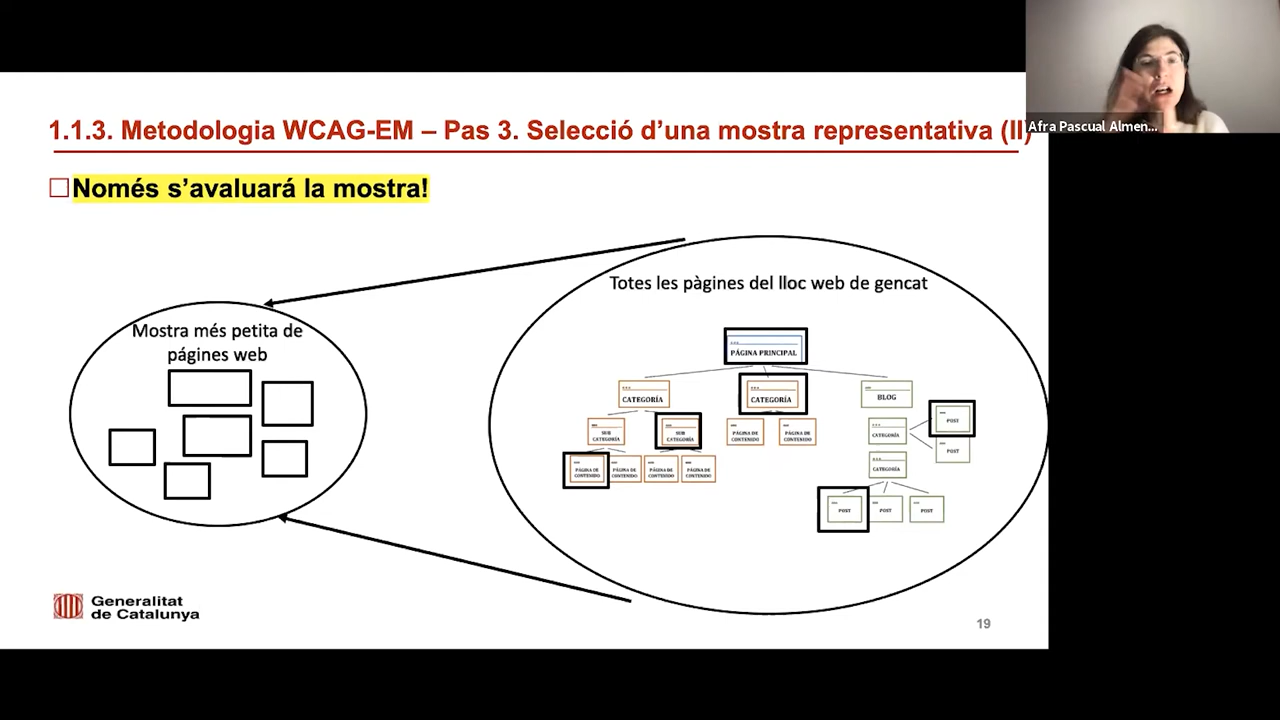 Afra Pascual Almen...
1.1.3. Metodologia WCAG-EM – Pas 3. Selecció d’una mostra representativa (II)
Només s’avaluará la mostra!
Totes les pàgines del lloc web de gencat
Mostra més petita de
págines web
PÁGINA PRINCIPAL
CATEGORÍA
CATEGORÍA
BLOG
SUB
CATEGORÍA
SUB
CATEGORÍA
PÁGINA DE
CONTENIDO
PÁGINA DE
CONTENIDO
CATEGORÍA
POST
POST
PÁGINA DE
CONTENIDO
PÁGINA DE
CONTENIDO
PÁGINA DE
CONTENIDO
PÁGINA DE
CONTENIDO
CATEGORÍA
POST
POST
POST
Generalitat
de Catalunya
19